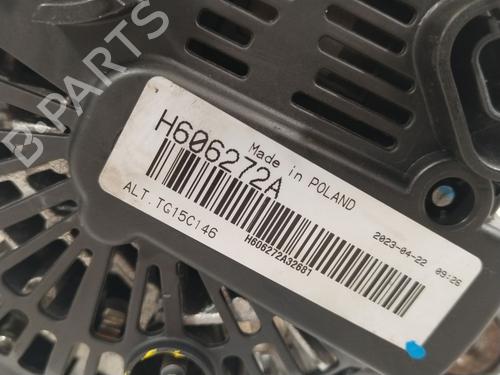 B-PARTS
H606272A
Made in POLAND
ALT. TG15C146
H606272A32681
2023-04-22 09:26